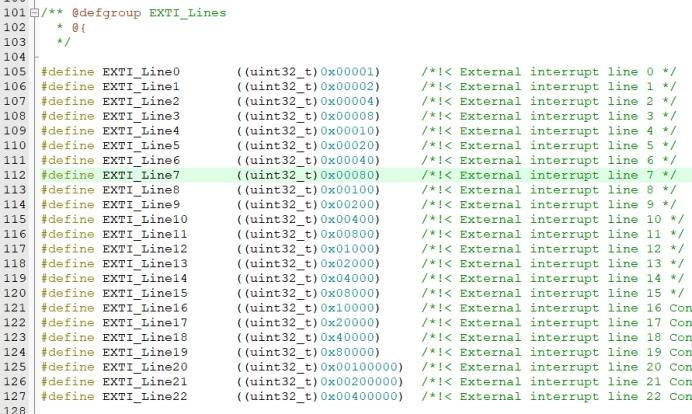 101 /** @defgroup EXTI_Lines
102 * @{
103 */
104
105 #define EXTI_Line0 ((uint32_t)0x00001) /*!< External interrupt line 0 */
106 #define EXTI_Line1 ((uint32_t)0x00002) /*!< External interrupt line 1 */
107 #define EXTI_Line2 ((uint32_t)0x00004) /*!< External interrupt line 2 */
108 #define EXTI_Line3 ((uint32_t)0x00008) /*!< External interrupt line 3 */
109 #define EXTI_Line4 ((uint32_t)0x00010) /*!< External interrupt line 4 */
110 #define EXTI_Line5 ((uint32_t)0x00020) /*!< External interrupt line 5 */
111 #define EXTI_Line6 ((uint32_t)0x00040) /*!< External interrupt line 6 */
112 #define EXTI_Line7 ((uint32_t)0x00080) /*!< External interrupt line 7 */
113 #define EXTI_Line8 ((uint32_t)0x00100) /*!< External interrupt line 8 */
114 #define EXTI_Line9 ((uint32_t)0x00200) /*!< External interrupt line 9 */
115 #define EXTI_Line10 ((uint32_t)0x00400) /*!< External interrupt line 10 */
116 #define EXTI_Line11 ((uint32_t)0x00800) /*!< External interrupt line 11 */
117 #define EXTI_Line12 ((uint32_t)0x01000) /*!< External interrupt line 12 */
118 #define EXTI_Line13 ((uint32_t)0x02000) /*!< External interrupt line 13 */
119 #define EXTI_Line14 ((uint32_t)0x04000) /*!< External interrupt line 14 */
120 #define EXTI_Line15 ((uint32_t)0x08000) /*!< External interrupt line 15 */
121 #define EXTI_Line16 ((uint32_t)0x10000) /*!< External interrupt line 16 Con
122 #define EXTI_Line17 ((uint32_t)0x20000) /*!< External interrupt line 17 Con
123 #define EXTI_Line18 ((uint32_t)0x40000) /*!< External interrupt line 18 Con
124 #define EXTI_Line19 ((uint32_t)0x80000) /*!< External interrupt line 19 Con
125 #define EXTI_Line20 ((uint32_t)0x00100000) /*!< External interrupt line 20 Con
126 #define EXTI_Line21 ((uint32_t)0x00200000) /*!< External interrupt line 21 Con
127 #define EXTI_Line22 ((uint32_t)0x00400000) /*!< External interrupt line 22 Con
128